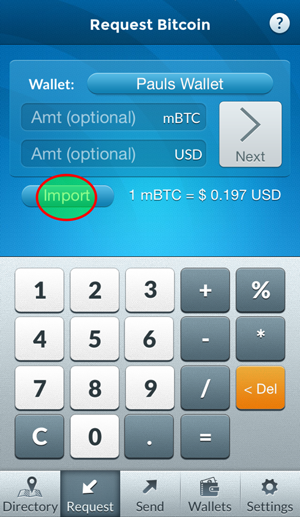 Request Bitcoin ?
Wallet: Pauls Wallet
Amt (optional) mBTC
Amt (optional) USD
Next
Import 1 mBTC = $ 0.197 USD
1 2 3 + %
4 5 6 - *
7 8 9 / < Del
C 0 . =
Directory Request Send Wallets Settings